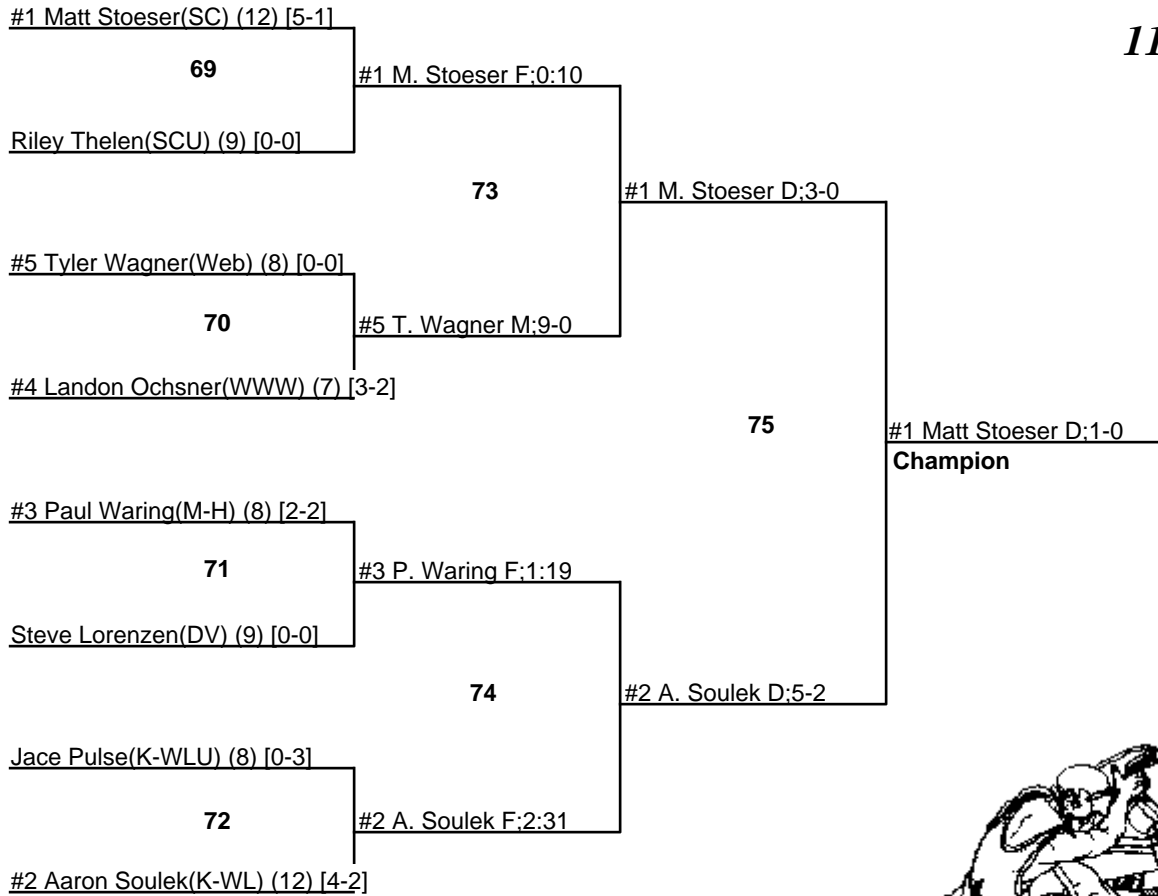 #1 Matt Stoeser(SC) (12) [5-1]
11
69
#1 M. Stoeser F;0:10
Riley Thelen(SCU) (9) [0-0]
73
#1 M. Stoeser D;3-0
#5 Tyler Wagner(Web) (8) [0-0]
70
#5 T. Wagner M;9-0
#4 Landon Ochsner(WWW) (7) [3-2]
75
#1 Matt Stoeser D;1-0
Champion
#3 Paul Waring(M-H) (8) [2-2]
71
#3 P. Waring F;1:19
Steve Lorenzen(DV) (9) [0-0]
74
#2 A. Soulek D;5-2
Jace Pulse(K-WLU) (8) [0-3]
72
#2 A. Soulek F;2:31
#2 Aaron Soulek(K-WL) (12) [4-2]